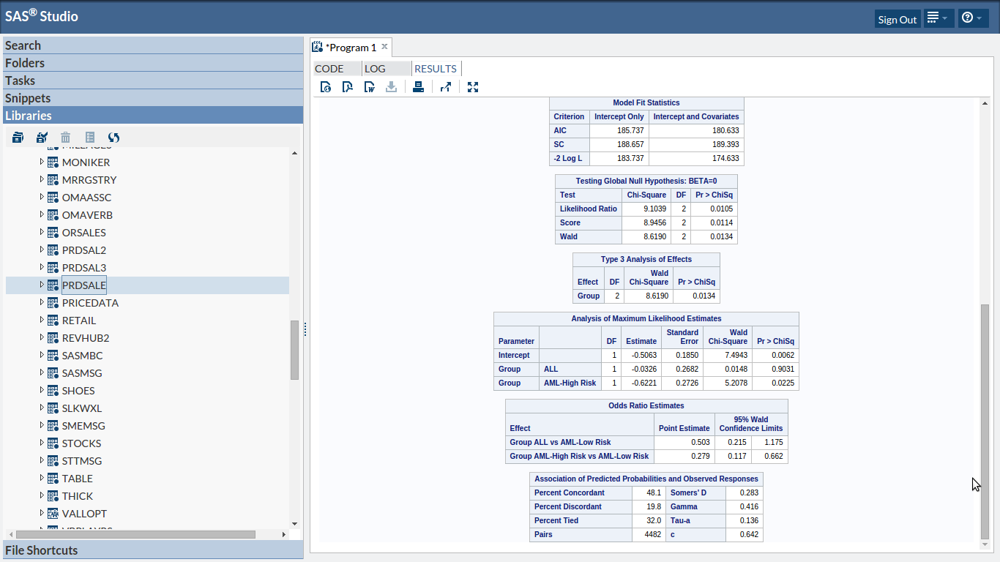 SAS® Studio
Sign Out
Search
Folders
Tasks
Snippets
Libraries
MONIKER
MRRGSTRY
OMAASSC
OMAVERB
ORSALES
PRDSAL2
PRDSAL3
PRDSALE
PRICEDATA
RETAIL
REVHUB2
SASMBC
SASMSG
SHOES
SLKWXL
SMEMSG
STOCKS
STTMSG
TABLE
THICK
VALLOPT
File Shortcuts
*Program 1
CODE LOG RESULTS
Model Fit Statistics
Criterion Intercept Only Intercept and Covariates
AIC 185.737 180.633
SC 188.657 189.393
-2 Log L 183.737 174.633
Testing Global Null Hypothesis: BETA=0
Test Chi-Square DF Pr > ChiSq
Likelihood Ratio 9.1039 2 0.0105
Score 8.9456 2 0.0114
Wald 8.6190 2 0.0134
Type 3 Analysis of Effects
Wald
Effect DF Chi-Square Pr > ChiSq
Group 2 8.6190 0.0134
Analysis of Maximum Likelihood Estimates
Standard Wald
Parameter DF Estimate Error Chi-Square Pr > ChiSq
Intercept 1 -0.5063 0.1850 7.4943 0.0062
Group ALL 1 -0.0326 0.2682 0.0148 0.9031
Group AML-High Risk 1 -0.6221 0.2726 5.2078 0.0225
Odds Ratio Estimates
95% Wald
Effect Point Estimate Confidence Limits
Group ALL vs AML-Low Risk 0.503 0.215 1.175
Group AML-High Risk vs AML-Low Risk 0.279 0.117 0.662
Association of Predicted Probabilities and Observed Responses
Percent Concordant 48.1 Somers' D 0.283
Percent Discordant 19.8 Gamma 0.416
Percent Tied 32.0 Tau-a 0.136
Pairs 4482 c 0.642